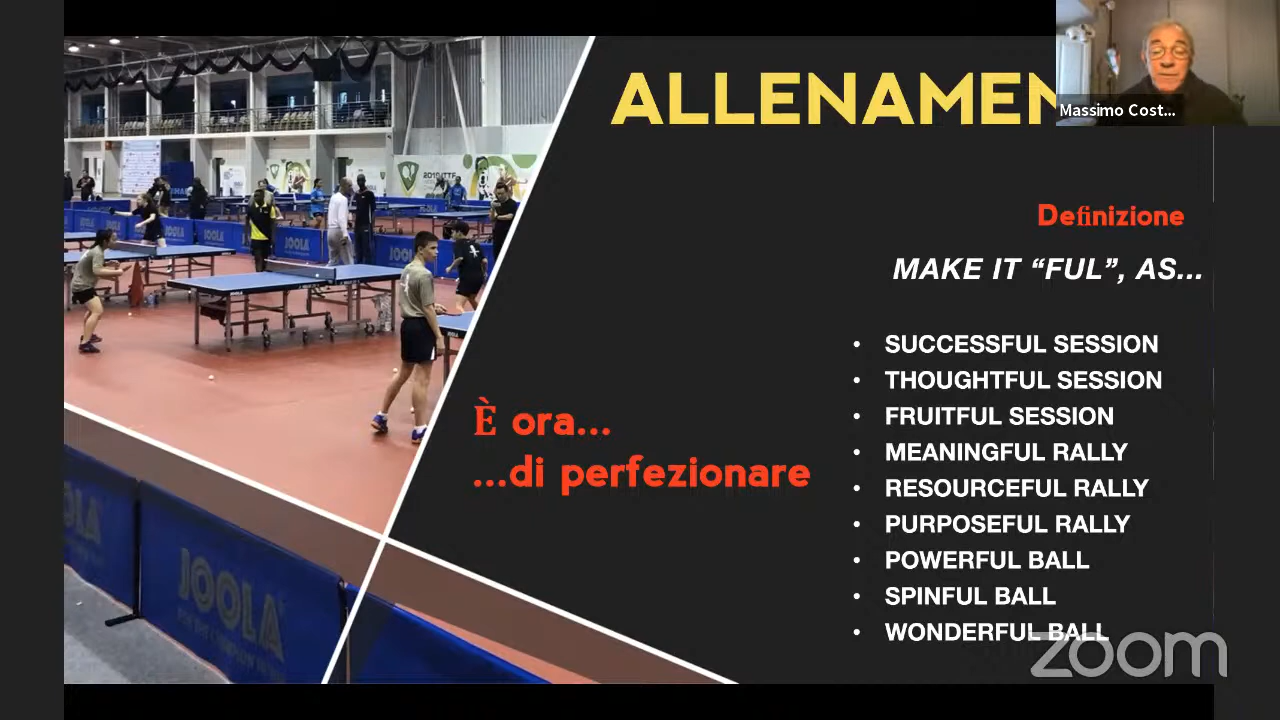 ALLENAMEN
Massimo Cost...
Definizione
MAKE IT “FUL”, AS...
• SUCCESSFUL SESSION
• THOUGHTFUL SESSION
• FRUITFUL SESSION
• MEANINGFUL RALLY
• RESOURCEFUL RALLY
• PURPOSEFUL RALLY
• POWERFUL BALL
• SPINFUL BALL
• WONDERFUL BALL
È ora...
...di perfezionare
JOOLA
JOOLA
zoom